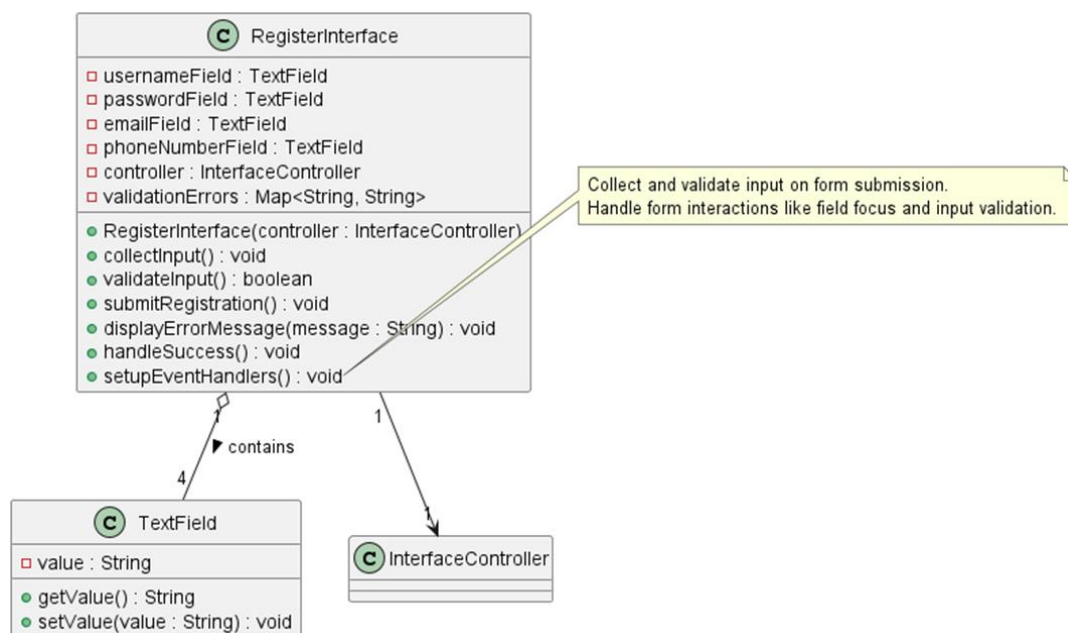 C RegisterInterface
usernameField : TextField
passwordField : TextField
emailField : TextField
phoneNumberField : TextField
controller : InterfaceController
validationErrors : Map<String, String>
RegisterInterface(controller : InterfaceController)
collectInput() : void
validateInput() : boolean
submitRegistration() : void
displayErrorMessage(message : String) : void
handleSuccess() : void
setupEventHandlers() : void
Collect and validate input on form submission.
Handle form interactions like field focus and input validation.
1
1
contains
4
1
C TextField
value : String
getValue() : String
setValue(value : String) : void
C InterfaceController